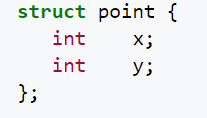 struct point {
   int    x;
   int    y;
};